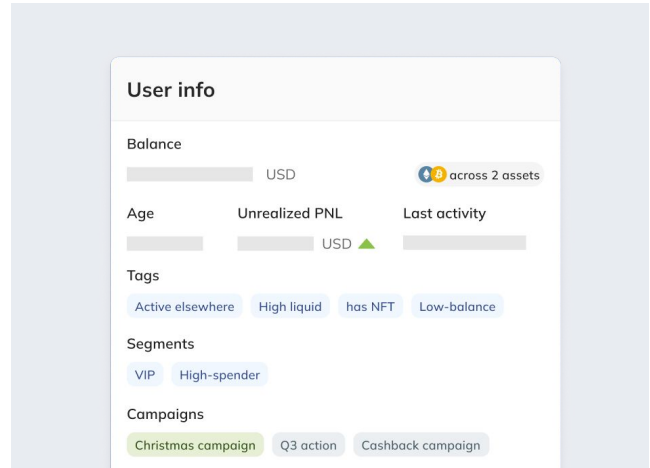 User info
Balance
USD across 2 assets
Age Unrealized PNL Last activity
USD
Tags
Active elsewhere High liquid has NFT Low-balance
Segments
VIP High-spender
Campaigns
Christmas campaign Q3 action Cashback campaign